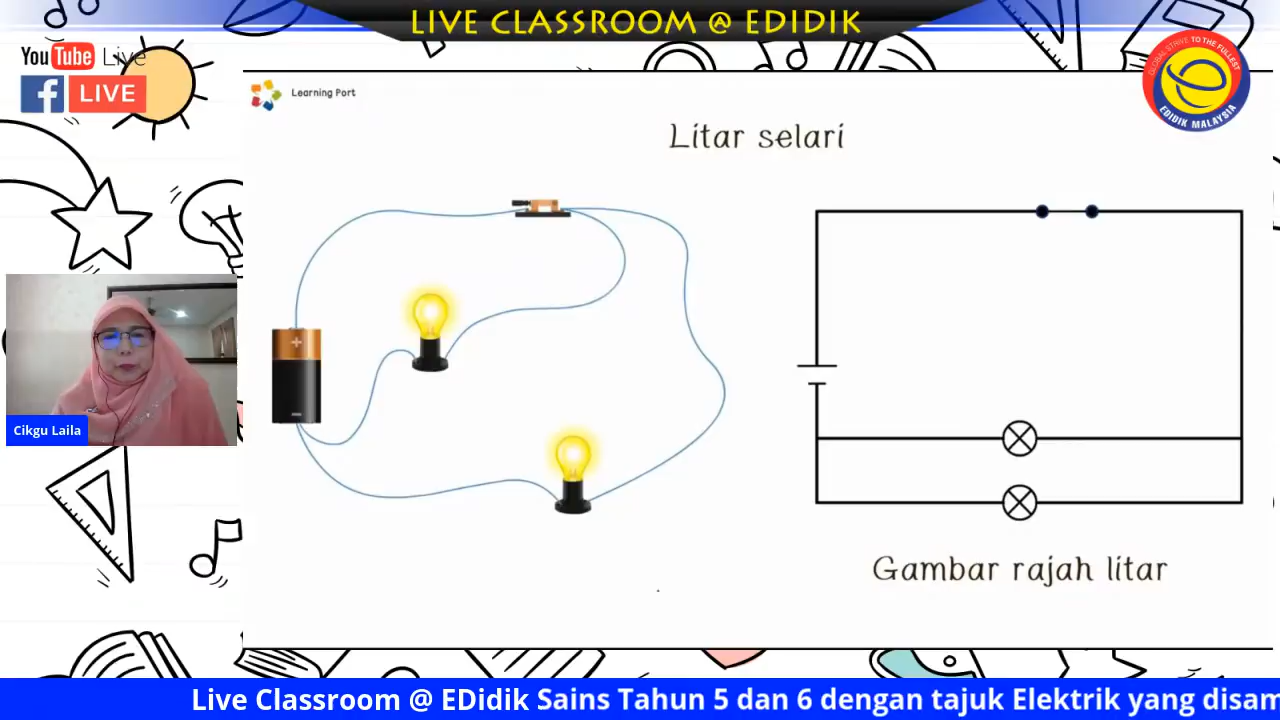 LIVE CLASSROOM @ EDIDIK
YouTube Live
f LIVE
Learning Port
GLOBAL STRIVE TO THE FULLEST
EDIDIK MALAYSIA
Litar selari
+
Cikgu Laila
Gambar rajah litar
Live Classroom @ EDidik Sains Tahun 5 dan 6 dengan tajuk Elektrik yang disam